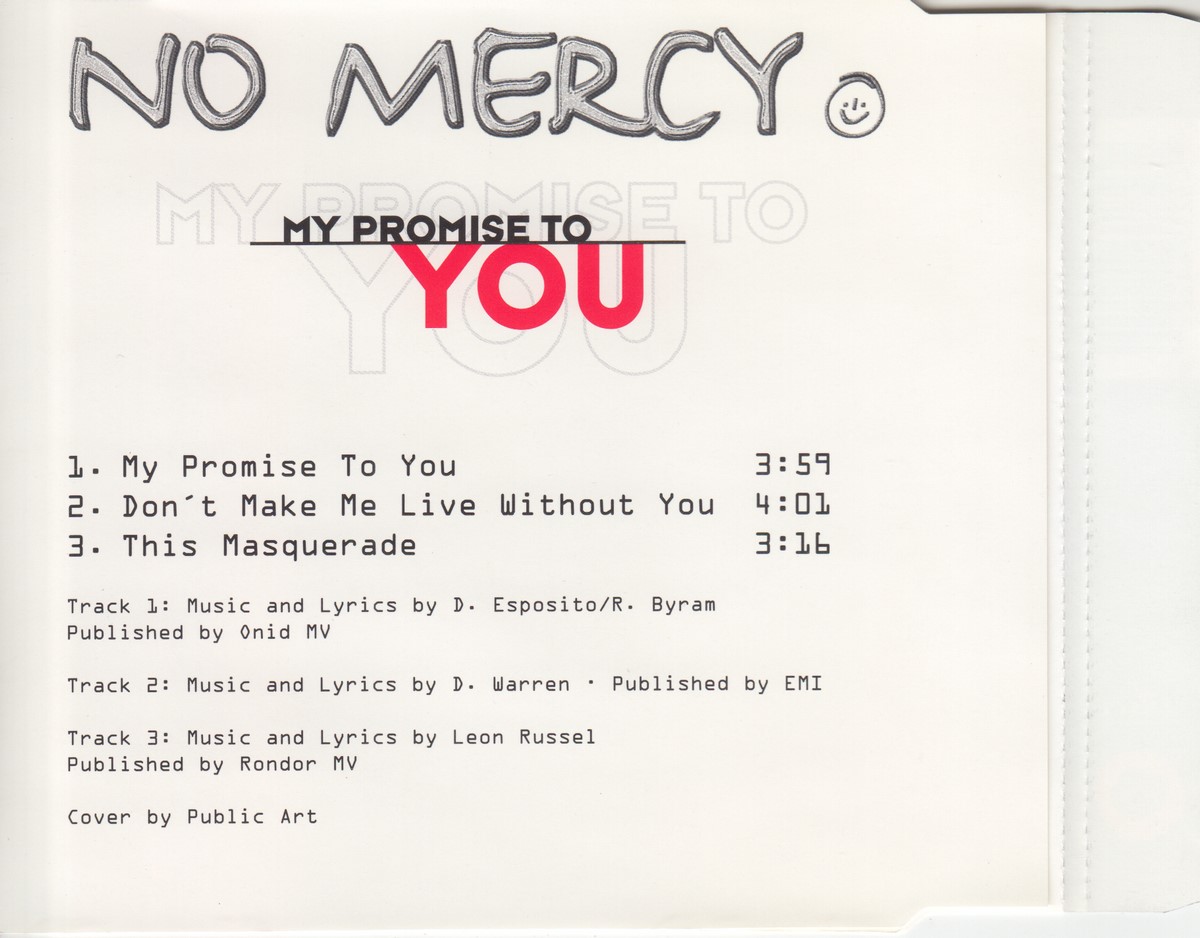 NO MERCY
MY PROMISE TO
YOU
MY PROMISE TO
YOU
1. My Promise To You 3:59
2. Don´t Make Me Live Without You 4:01
3. This Masquerade 3:16
Track 1: Music and Lyrics by D. Esposito/R. Byram
Published by Onid MV
Track 2: Music and Lyrics by D. Warren · Published by EMI
Track 3: Music and Lyrics by Leon Russel
Published by Rondor MV
Cover by Public Art